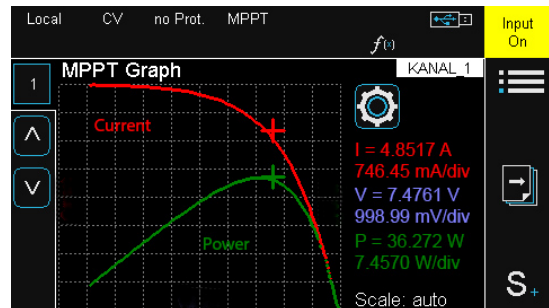 Local CV no Prot. MPPT
f(x)
Input
On
1 MPPT Graph KANAL_1
Current
I = 4.8517 A
746.45 mA/div
V = 7.4761 V
998.99 mV/div
P = 36.272 W
7.4570 W/div
Power
Scale: auto
S+